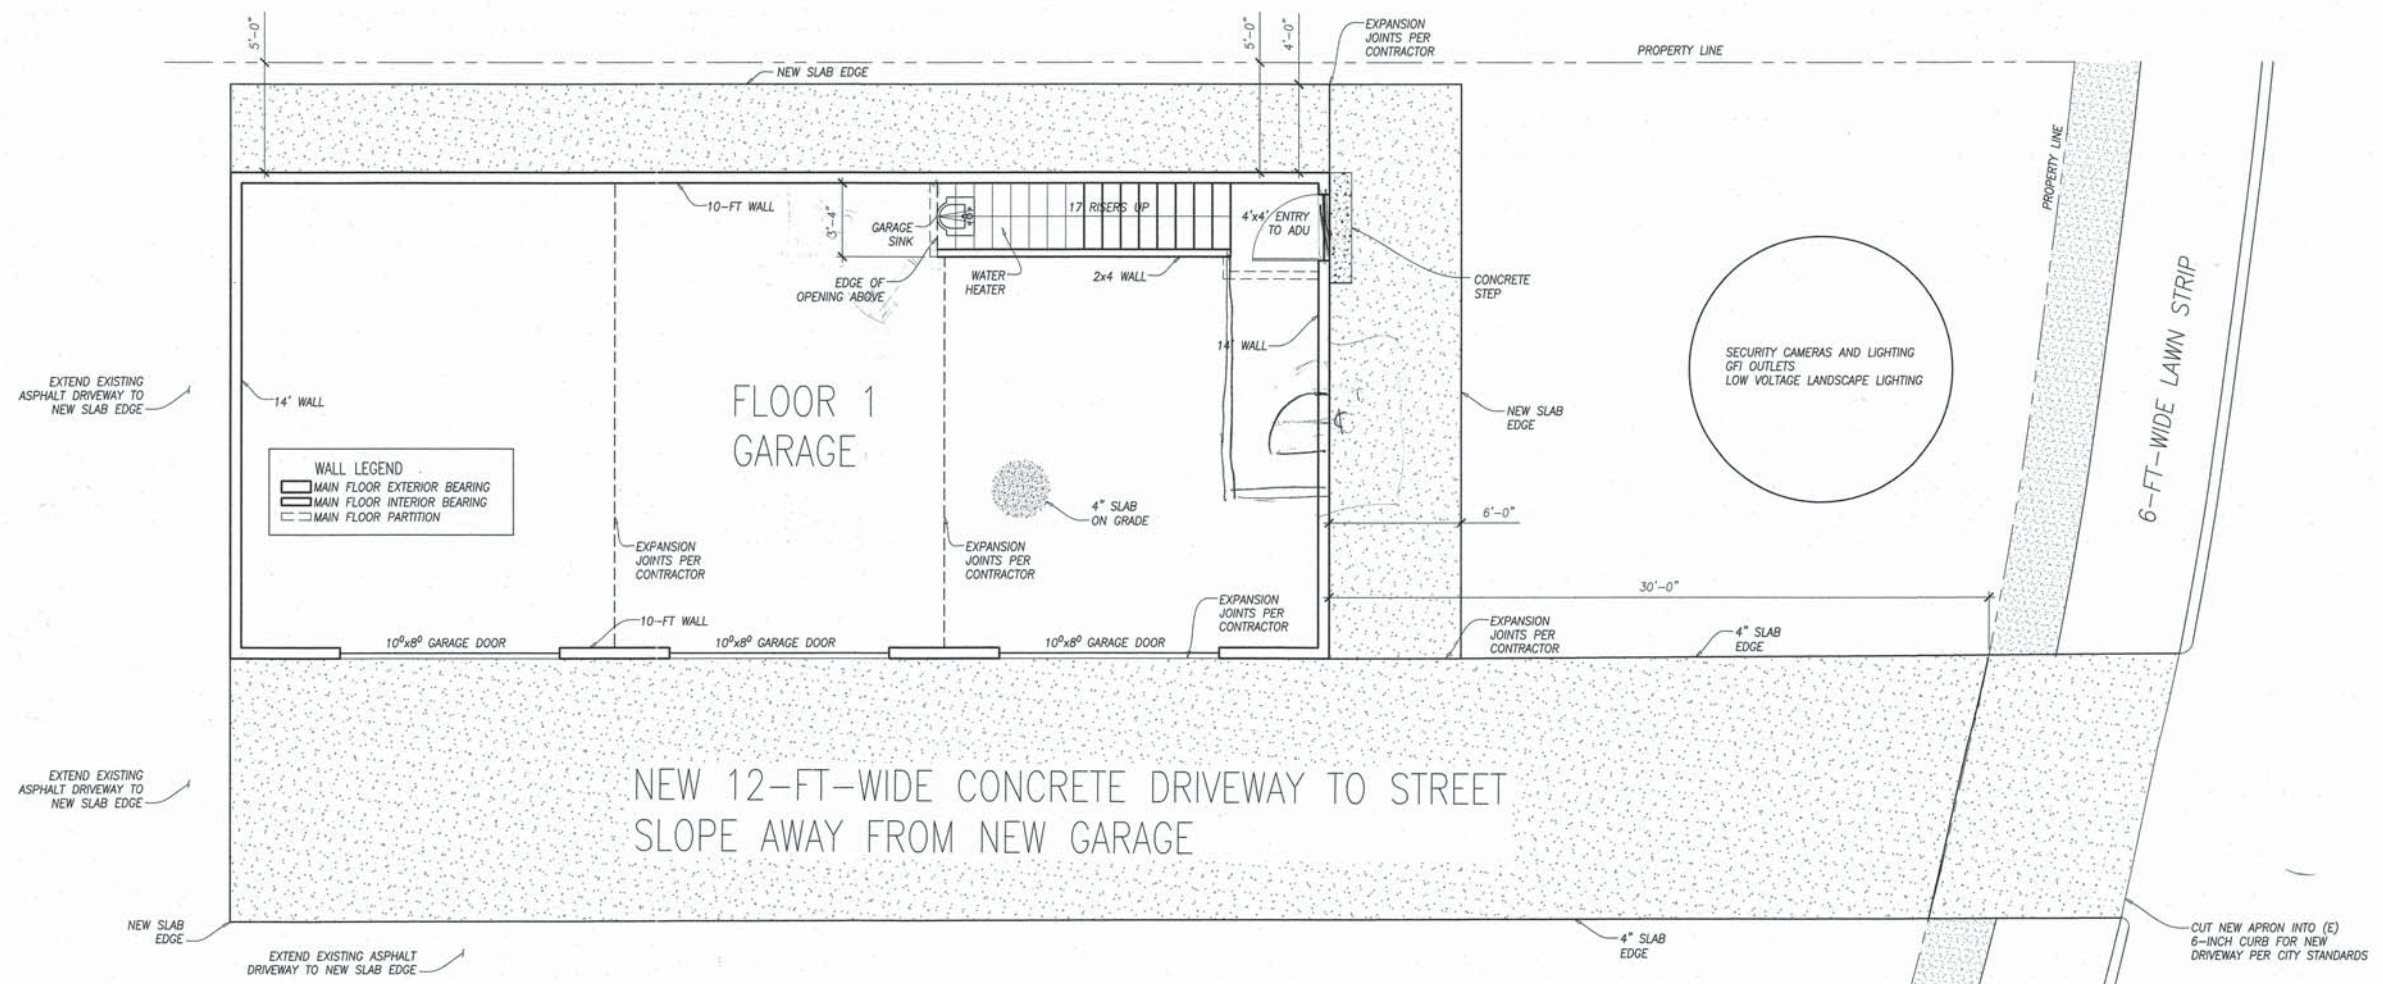 5'-0"
5'-0"
4'-0"
EXPANSION
JOINTS PER
CONTRACTOR
PROPERTY LINE
NEW SLAB EDGE
PROPERTY LINE
10-FT WALL
3'-4"
GARAGE
SINK
17 RISERS UP
4'x4' ENTRY
TO ADU
EDGE OF
OPENING ABOVE
WATER
HEATER
2x4 WALL
CONCRETE
STEP
14' WALL
SECURITY CAMERAS AND LIGHTING
GFI OUTLETS
LOW VOLTAGE LANDSCAPE LIGHTING
6-FT-WIDE LAWN STRIP
EXTEND EXISTING
ASPHALT DRIVEWAY TO
NEW SLAB EDGE
14' WALL
FLOOR 1
GARAGE
NEW SLAB
EDGE
WALL LEGEND
MAIN FLOOR EXTERIOR BEARING
MAIN FLOOR INTERIOR BEARING
MAIN FLOOR PARTITION
4" SLAB
ON GRADE
6'-0"
EXPANSION
JOINTS PER
CONTRACTOR
EXPANSION
JOINTS PER
CONTRACTOR
30'-0"
EXPANSION
JOINTS PER
CONTRACTOR
10-FT WALL
EXPANSION
JOINTS PER
CONTRACTOR
4" SLAB
EDGE
10⁰x8⁰ GARAGE DOOR
10⁰x8⁰ GARAGE DOOR
10⁰x8⁰ GARAGE DOOR
EXTEND EXISTING
ASPHALT DRIVEWAY TO
NEW SLAB EDGE
NEW 12-FT-WIDE CONCRETE DRIVEWAY TO STREET
SLOPE AWAY FROM NEW GARAGE
NEW SLAB
EDGE
EXTEND EXISTING ASPHALT
DRIVEWAY TO NEW SLAB EDGE
4" SLAB
EDGE
CUT NEW APRON INTO (E)
6-INCH CURB FOR NEW
DRIVEWAY PER CITY STANDARDS